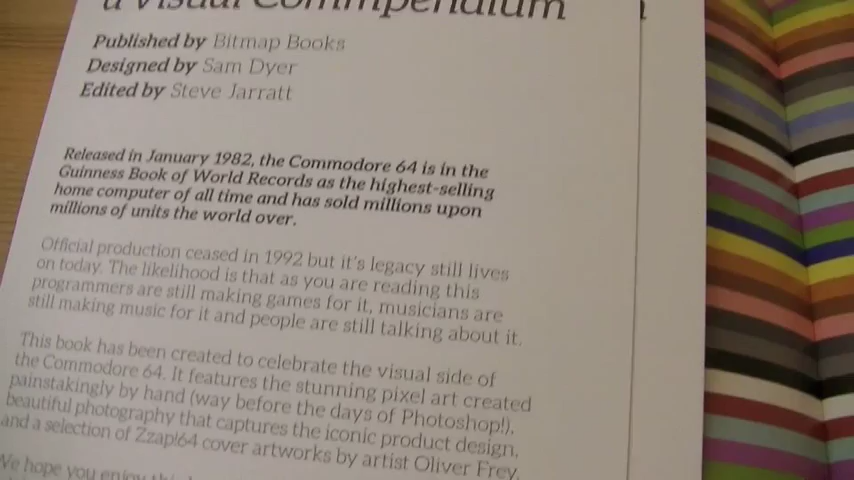 a visual Commpendium
Published by Bitmap Books
Designed by Sam Dyer
Edited by Steve Jarratt
Released in January 1982, the Commodore 64 is in the
Guinness Book of World Records as the highest-selling
home computer of all time and has sold millions upon
millions of units the world over.
Official production ceased in 1992 but it's legacy still lives
on today. The likelihood is that as you are reading this
programmers are still making games for it, musicians are
still making music for it and people are still talking about it.
This book has been created to celebrate the visual side of
the Commodore 64. It features the stunning pixel art created
painstakingly by hand (way before the days of Photoshop!),
beautiful photography that captures the iconic product design,
and a selection of Zzap!64 cover artworks by artist Oliver Frey.
We hope you enjoy